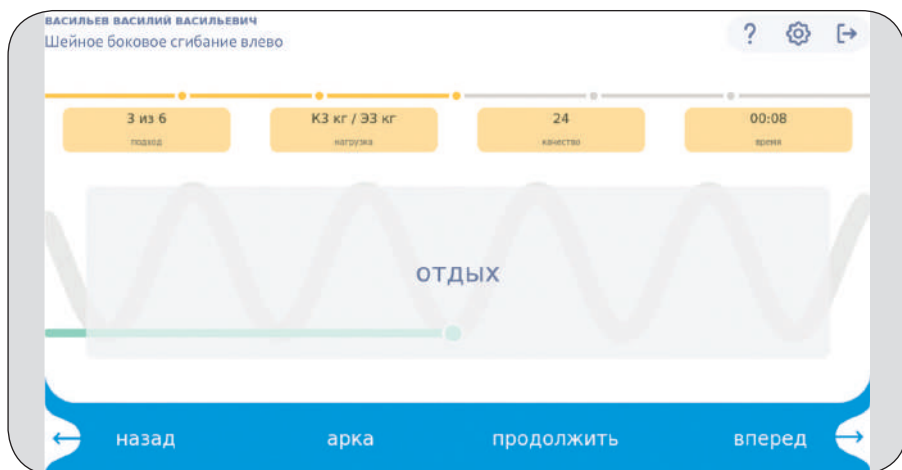 ВАСИЛЬЕВ ВАСИЛИЙ ВАСИЛЬЕВИЧ
Шейное боковое сгибание влево
?
3 из 6
К3 кг / Э3 кг
24
00:08
подход
нагрузка
качество
время
отдых
назад
арка
продолжить
вперед